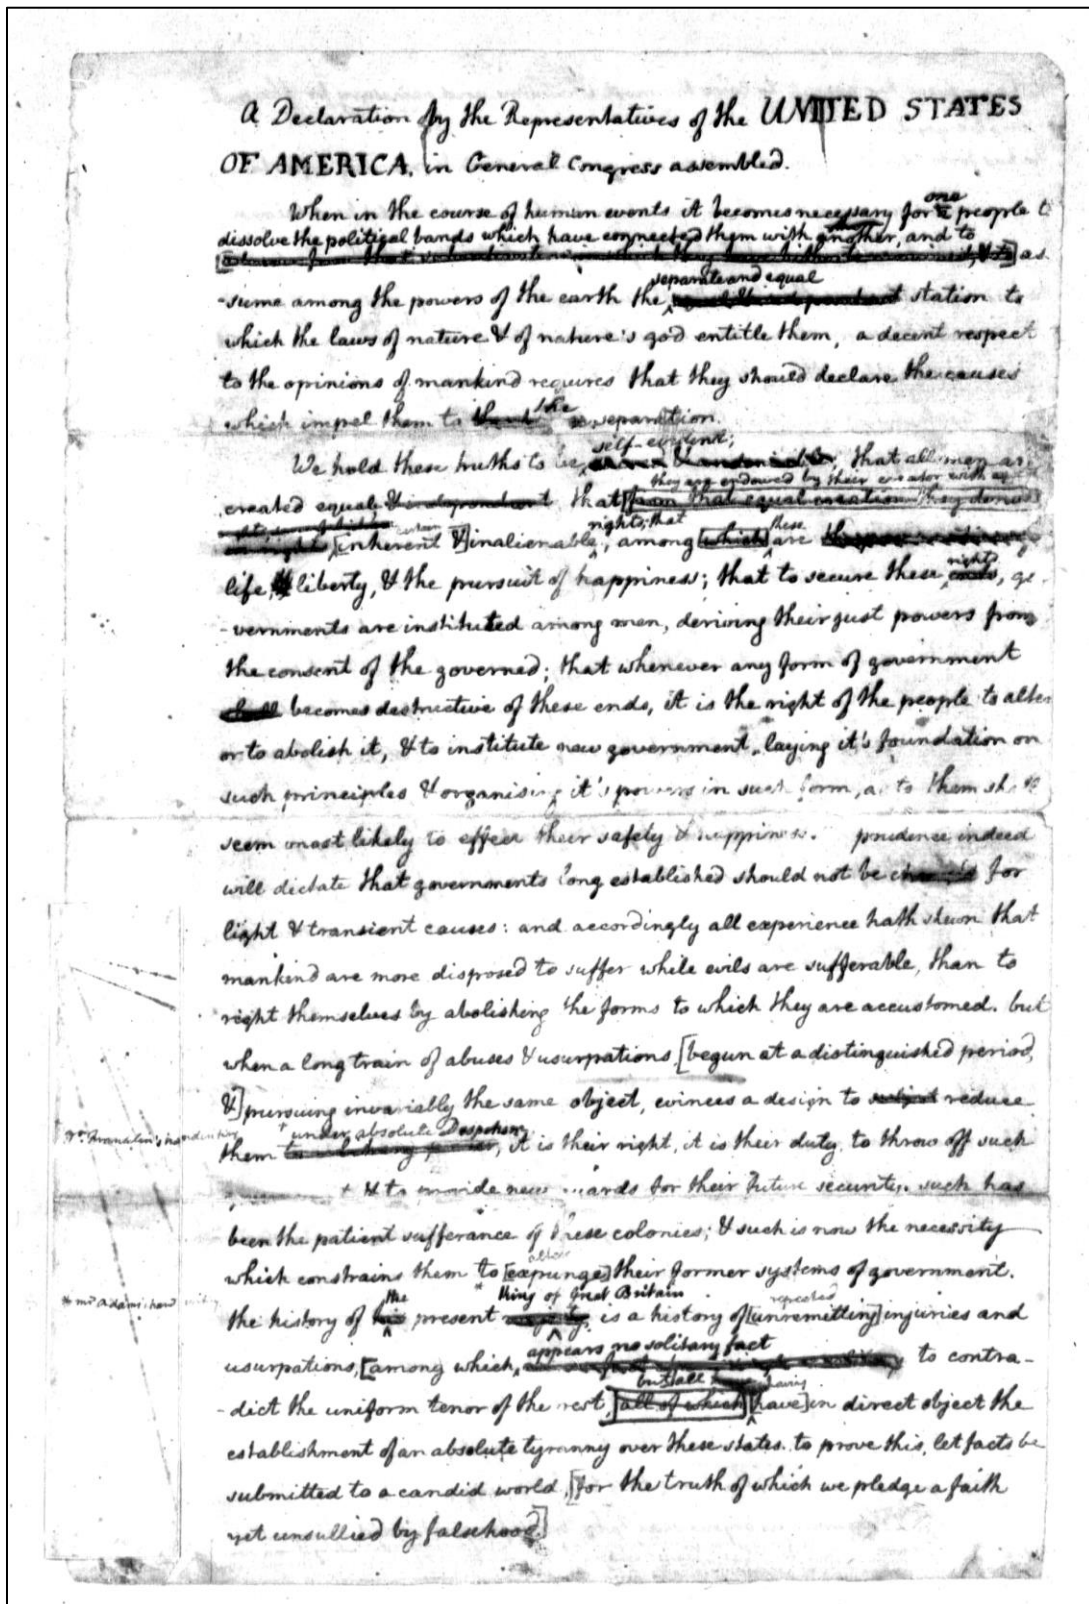 A Declaration by the Representatives of the UNITED STATES
OF AMERICA, in General Congress assembled.
one
When in the course of human events it becomes necessary for people t
dissolve the political bands which have connected them with another, and to
as
separate and equal
-sume among the powers of the earth the station to
which the laws of nature & of nature's god entitle them, a decent respect
to the opinions of mankind requires that they should declare the causes
which impel them to the separation.
self-evident;
We hold these truths to be that all men ar
they are endowed by their creator with
created equal & independent that [from that equal creation they derive
rights; that these
[inherent &] inalienable, among [which] are
rights
life, liberty, & the pursuit of happiness; that to secure these ends, go
-vernments are instituted among men, deriving their just powers from
the consent of the governed; that whenever any form of government
shall becomes destructive of these ends, it is the right of the people to alter
or to abolish it, & to institute new government, laying it's foundation on
such principles & organising it's powers in such form, as to them sh
seem most likely to effect their safety & happiness. prudence indeed
will dictate that governments long established should not be for
light & transient causes: and accordingly all experience hath shewn that
mankind are more disposed to suffer while evils are sufferable, than to
right themselves by abolishing the forms to which they are accustomed. but
when a long train of abuses & usurpations [begun at a distinguished period,
&] pursuing invariably the same object, evinces a design to reduce
under absolute Despotism
them it is their right, it is their duty, to throw off such
& to provide new guards for their future security. such has
been the patient sufferance of these colonies; & such is now the necessity
alter
which constrains them to [expunge] their former systems of government.
the king of Great Britain repeated
the history of his present is a history of [unremitting] injuries and
appears no solitary fact
usurpations, [among which, to contra-
but all having
-dict the uniform tenor of the rest, [all of which] [have] in direct object the
establishment of an absolute tyranny over these states. to prove this, let facts be
submitted to a candid world, [for the truth of which we pledge a faith
yet unsullied by falsehood.]